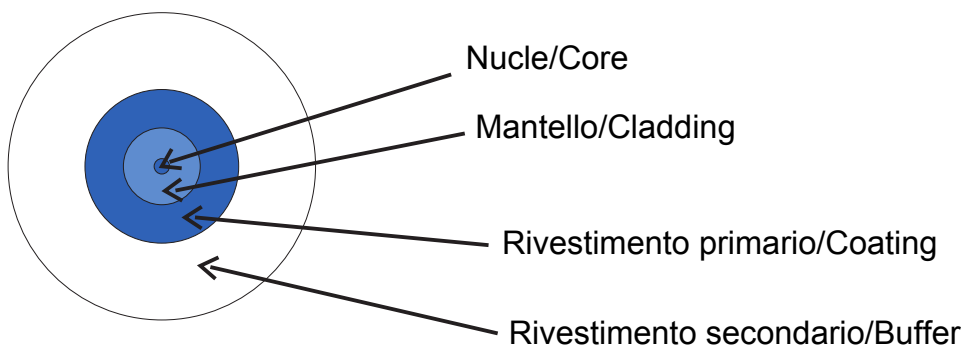 Nucle/Core
Mantello/Cladding
Rivestimento primario/Coating
Rivestimento secondario/Buffer